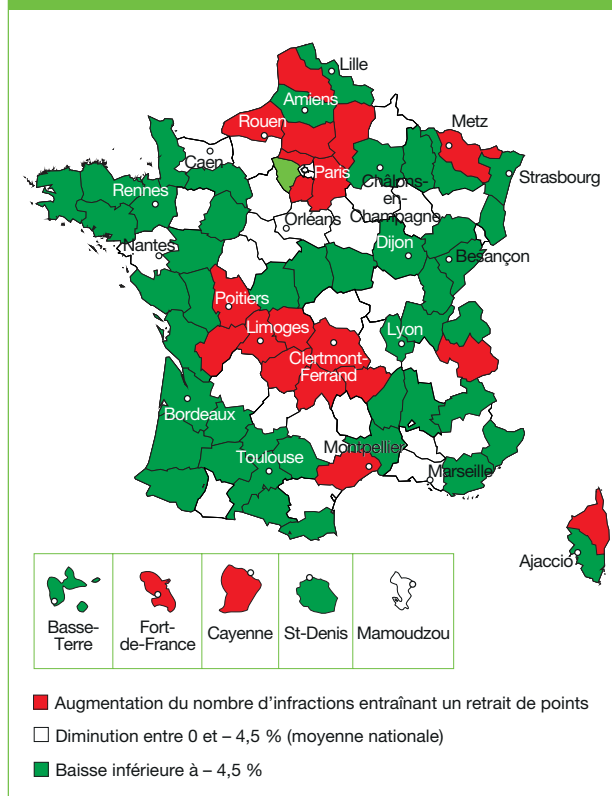 Lille
Amiens
Rouen
Metz
Caen
Paris
Strasbourg
Châlons-
en-
Champagne
Rennes
Orléans
Nantes
Dijon
Besançon
Poitiers
Limoges
Lyon
Clertmont-
Ferrand
Bordeaux
Montpellier
Toulouse
Marseille
Ajaccio
Basse-
Terre
Fort-
de-France
Cayenne
St-Denis
Mamoudzou
Augmentation du nombre d’infractions entraînant un retrait de points
Diminution entre 0 et – 4,5 % (moyenne nationale)
Baisse inférieure à – 4,5 %